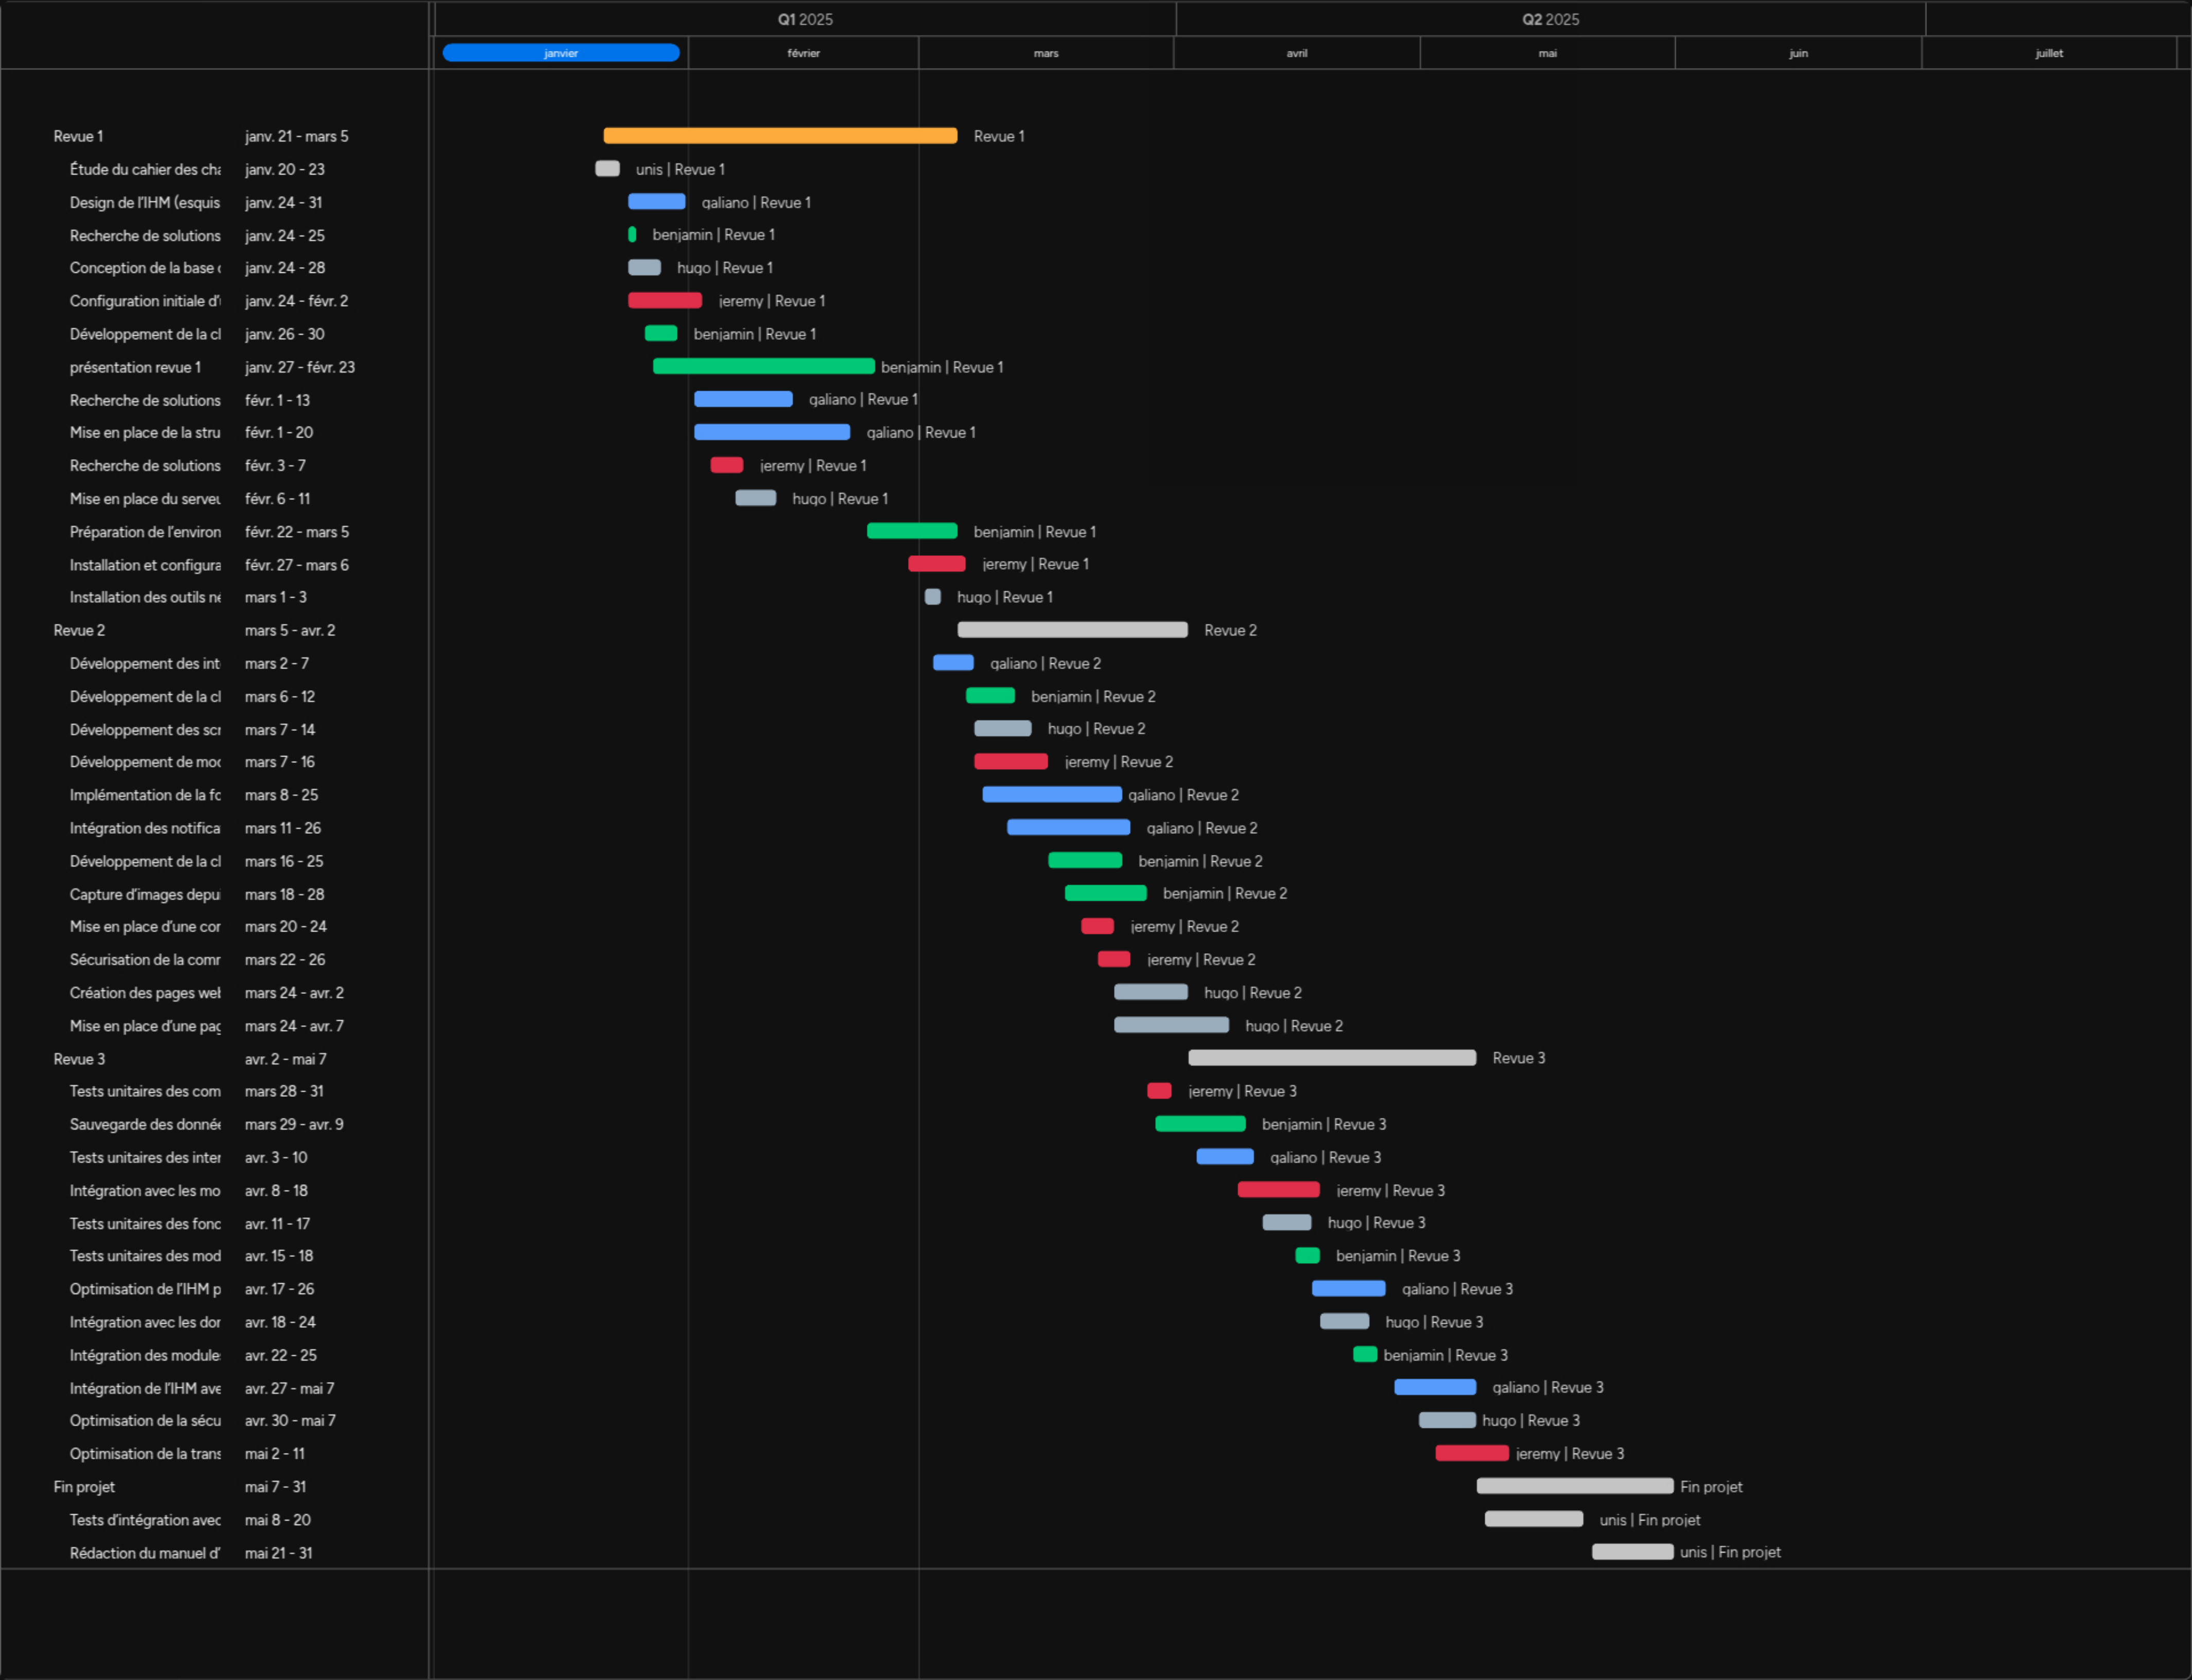 Q1 2025 Q2 2025
janvier février mars avril mai juin juillet
Revue 1 janv. 21 - mars 5 Revue 1
Étude du cahier des cha janv. 20 - 23 unis | Revue 1
Design de l'IHM (esquis janv. 24 - 31 galiano | Revue 1
Recherche de solutions janv. 24 - 25 benjamin | Revue 1
Conception de la base janv. 24 - 28 hugo | Revue 1
Configuration initiale d' janv. 24 - févr. 2 jeremy | Revue 1
Développement de la cl janv. 26 - 30 benjamin | Revue 1
présentation revue 1 janv. 27 - févr. 23 benjamin | Revue 1
Recherche de solutions févr. 1 - 13 galiano | Revue 1
Mise en place de la stru févr. 1 - 20 galiano | Revue 1
Recherche de solutions févr. 3 - 7 jeremy | Revue 1
Mise en place du serveu févr. 6 - 11 hugo | Revue 1
Préparation de l'environ févr. 22 - mars 5 benjamin | Revue 1
Installation et configura févr. 27 - mars 6 jeremy | Revue 1
Installation des outils né mars 1 - 3 hugo | Revue 1
Revue 2 mars 5 - avr. 2 Revue 2
Développement des int mars 2 - 7 galiano | Revue 2
Développement de la cl mars 6 - 12 benjamin | Revue 2
Développement des scr mars 7 - 14 hugo | Revue 2
Développement de moc mars 7 - 16 jeremy | Revue 2
Implémentation de la fo mars 8 - 25 galiano | Revue 2
Intégration des notifica mars 11 - 26 galiano | Revue 2
Développement de la cl mars 16 - 25 benjamin | Revue 2
Capture d'images depui mars 18 - 28 benjamin | Revue 2
Mise en place d'une cor mars 20 - 24 jeremy | Revue 2
Sécurisation de la comr mars 22 - 26 jeremy | Revue 2
Création des pages wel mars 24 - avr. 2 hugo | Revue 2
Mise en place d'une pag mars 24 - avr. 7 hugo | Revue 2
Revue 3 avr. 2 - mai 7 Revue 3
Tests unitaires des com mars 28 - 31 jeremy | Revue 3
Sauvegarde des donnée mars 29 - avr. 9 benjamin | Revue 3
Tests unitaires des inter avr. 3 - 10 galiano | Revue 3
Intégration avec les mo avr. 8 - 18 jeremy | Revue 3
Tests unitaires des fonc avr. 11 - 17 hugo | Revue 3
Tests unitaires des mod avr. 15 - 18 benjamin | Revue 3
Optimisation de l'IHM p avr. 17 - 26 galiano | Revue 3
Intégration avec les dor avr. 18 - 24 hugo | Revue 3
Intégration des module avr. 22 - 25 benjamin | Revue 3
Intégration de l'IHM ave avr. 27 - mai 7 galiano | Revue 3
Optimisation de la sécu avr. 30 - mai 7 hugo | Revue 3
Optimisation de la trans mai 2 - 11 jeremy | Revue 3
Fin projet mai 7 - 31 Fin projet
Tests d'intégration avec mai 8 - 20 unis | Fin projet
Rédaction du manuel d' mai 21 - 31 unis | Fin projet